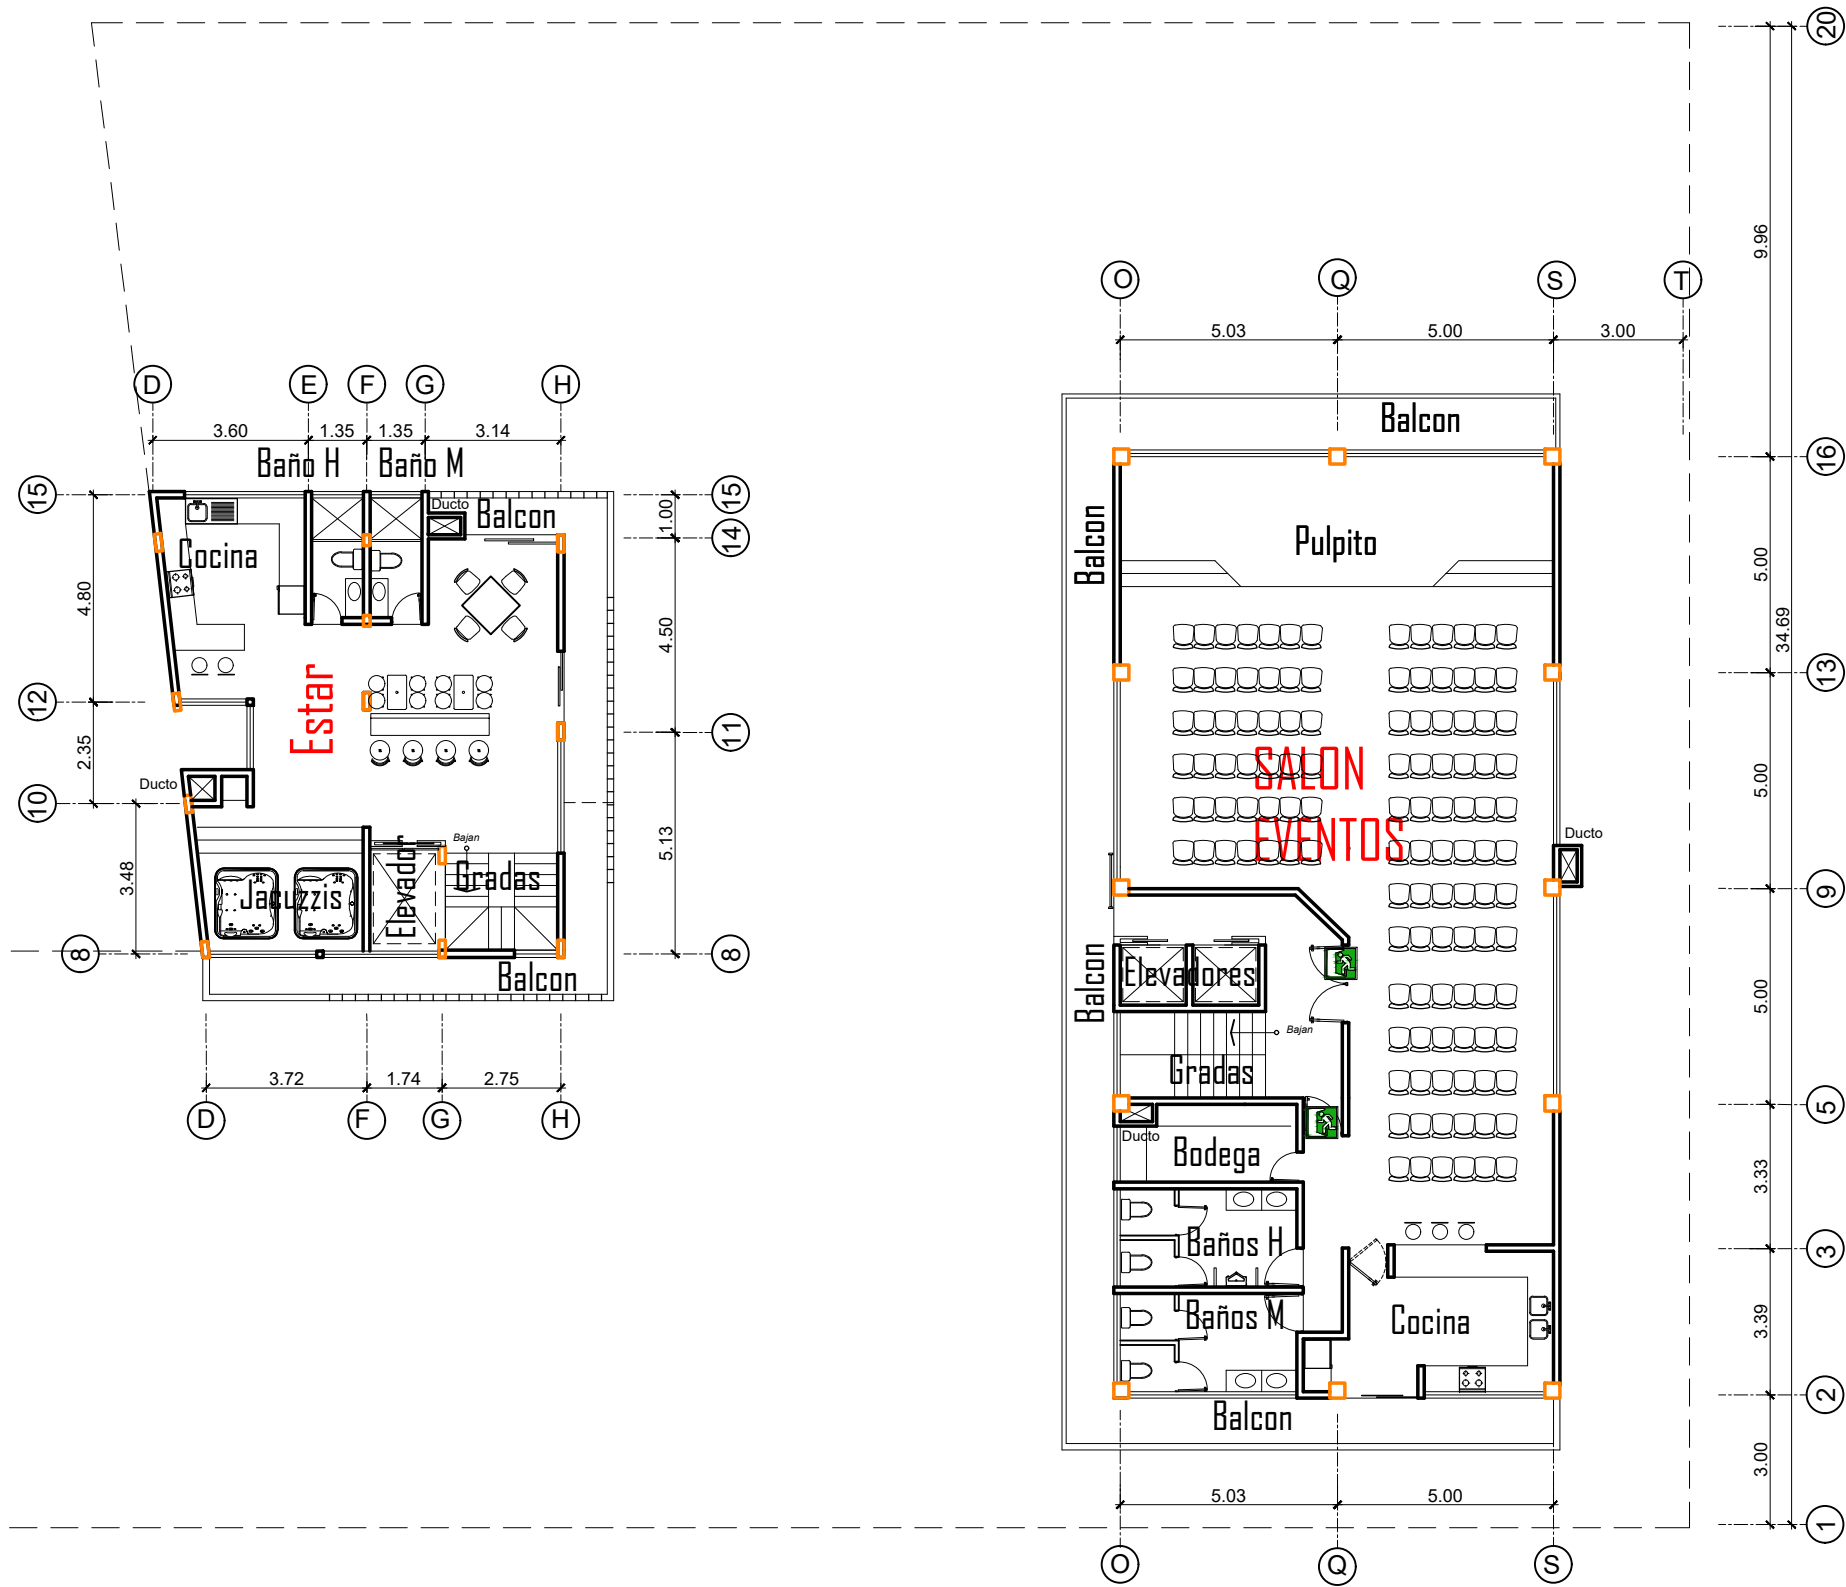 20
9.96
O
Q
S
T
5.03
5.00
3.00
D
E
F
G
H
3.60
1.35
1.35
3.14
Baño H
Baño M
Balcon
16
15
15
14
Ducto
Balcon
1.00
Cocina
Balcon
Pulpito
5.00
4.80
4.50
34.69
12
Estar
11
13
2.35
SALON
EVENTOS
5.00
10
Ducto
Bajan
5.13
Ducto
3.48
Jacuzzis
Elevador
Gradas
9
8
8
Balcon
Balcon
Elevadores
5.00
Bajan
Gradas
3.72
1.74
2.75
D
F
G
H
5
Ducto
Bodega
3.33
Baños H
3
Baños M
Cocina
3.39
2
Balcon
3.00
5.03
5.00
1
O
Q
S